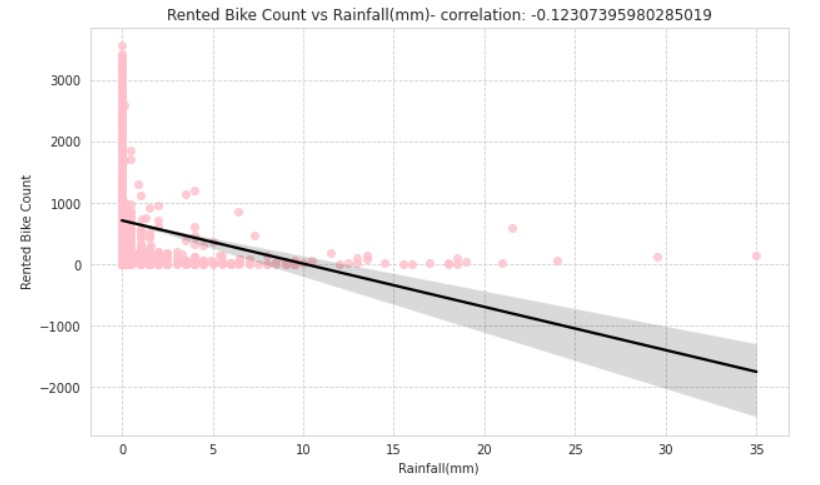 Rented Bike Count vs Rainfall(mm)- correlation: -0.12307395980285019
Rented Bike Count
3000
2000
1000
0
−1000
−2000
0 5 10 15 20 25 30 35
Rainfall(mm)